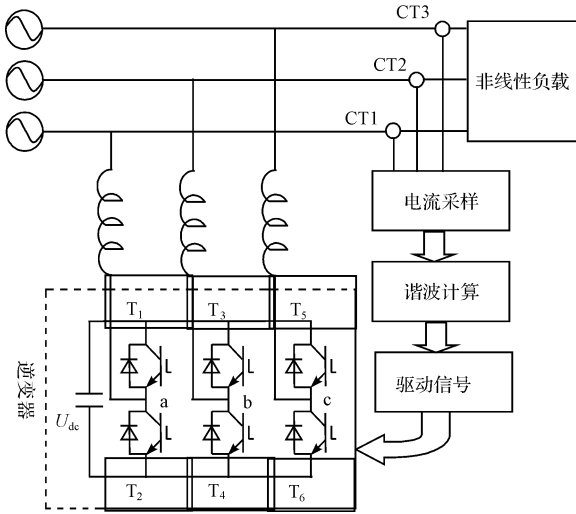 CT3
CT2
CT1
非线性负载
电流采样
谐波计算
驱动信号
T₁ T₃ T₅
逆变器
a b c
U_dc
T₂ T₄ T₆